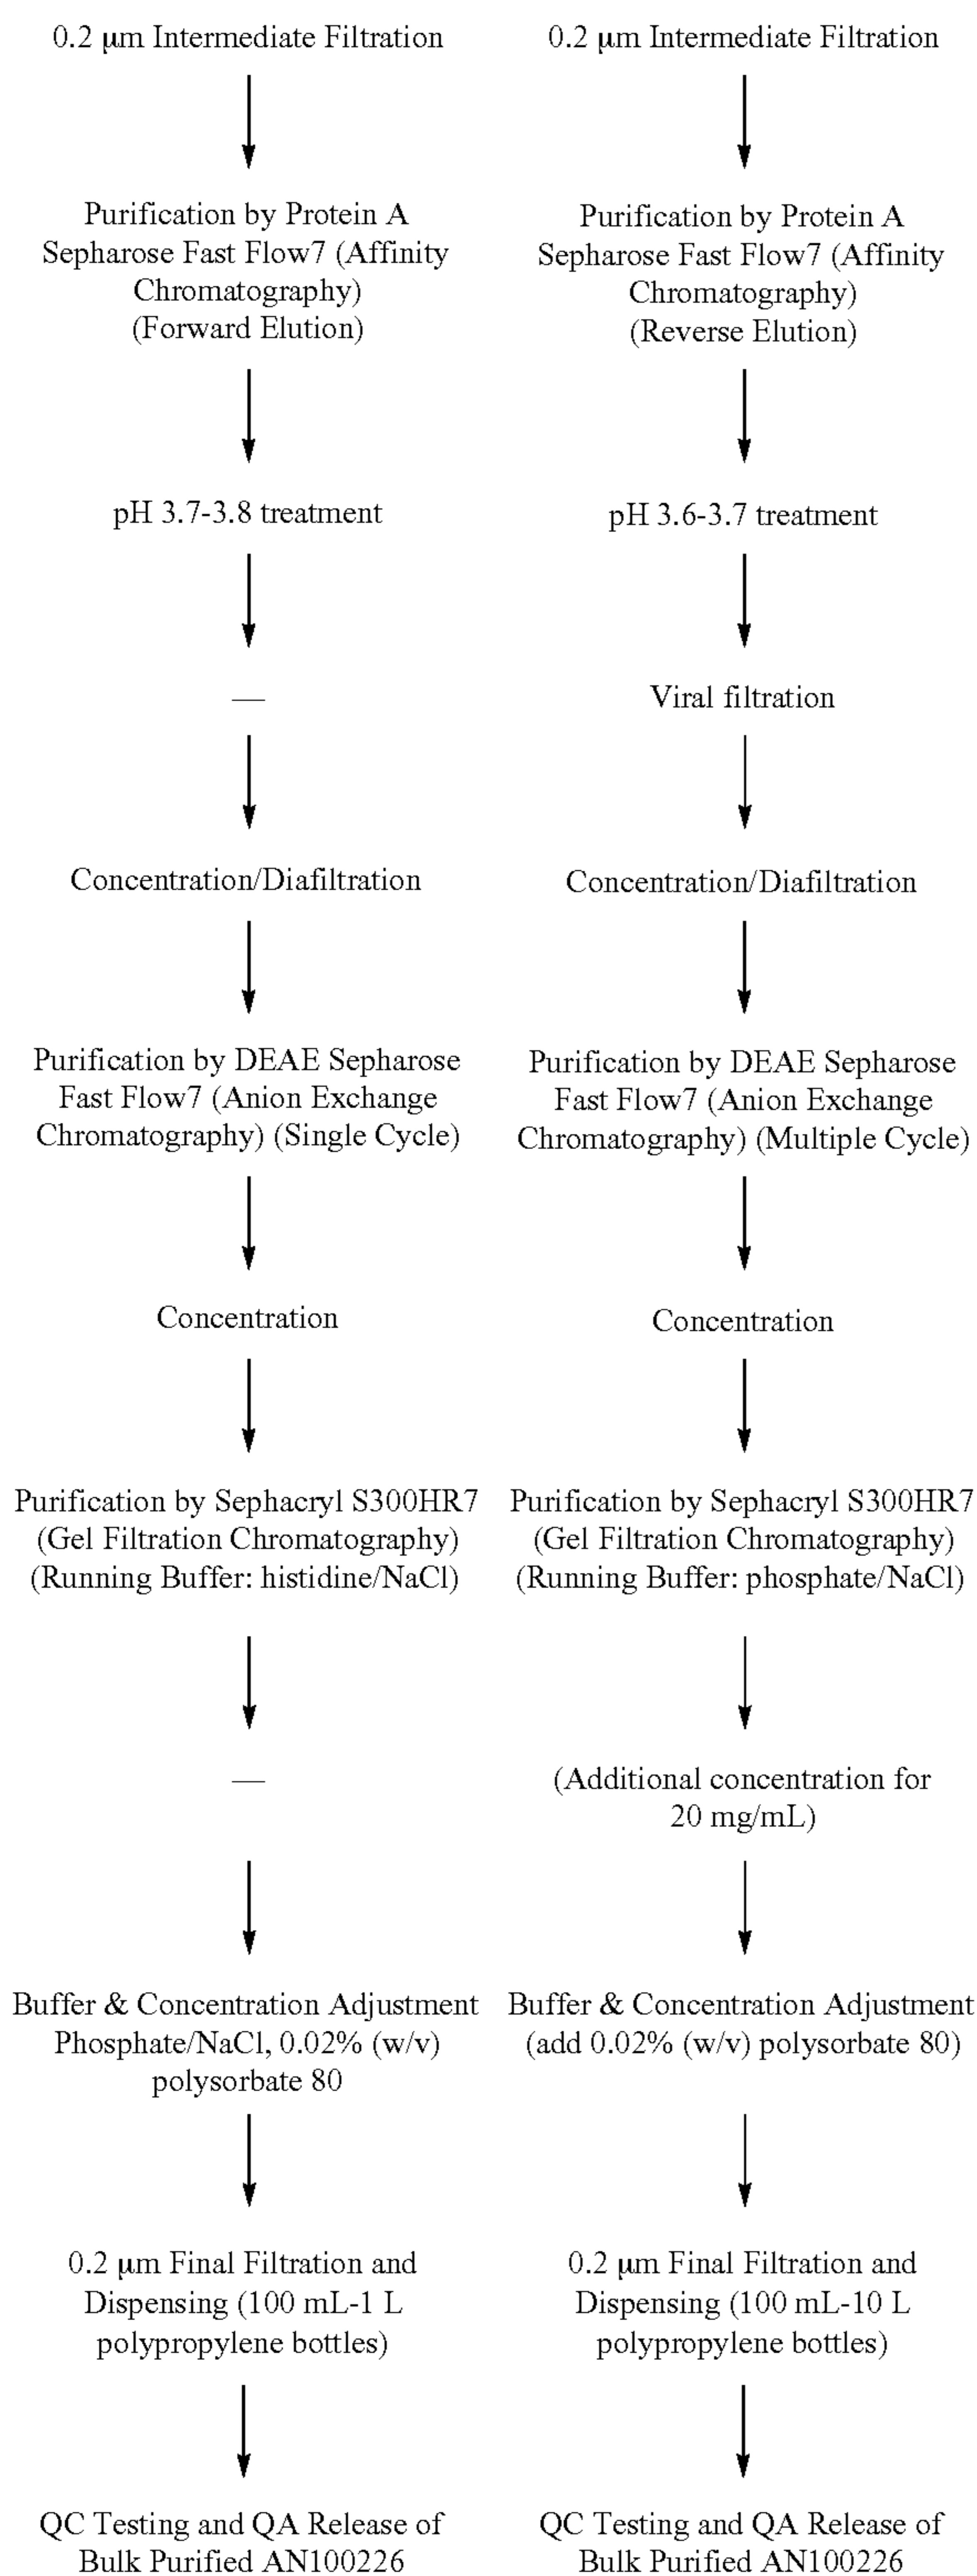 0.2 μm Intermediate Filtration
Purification by Protein A
Sepharose Fast Flow7 (Affinity
Chromatography)
(Forward Elution)
pH 3.7-3.8 treatment
—
Concentration/Diafiltration
Purification by DEAE Sepharose
Fast Flow7 (Anion Exchange
Chromatography) (Single Cycle)
Concentration
Purification by Sephacryl S300HR7
(Gel Filtration Chromatography)
(Running Buffer: histidine/NaCl)
—
Buffer & Concentration Adjustment
Phosphate/NaCl, 0.02% (w/v)
polysorbate 80
0.2 μm Final Filtration and
Dispensing (100 mL-1 L
polypropylene bottles)
QC Testing and QA Release of
Bulk Purified AN100226
0.2 μm Intermediate Filtration
Purification by Protein A
Sepharose Fast Flow7 (Affinity
Chromatography)
(Reverse Elution)
pH 3.6-3.7 treatment
Viral filtration
Concentration/Diafiltration
Purification by DEAE Sepharose
Fast Flow7 (Anion Exchange
Chromatography) (Multiple Cycle)
Concentration
Purification by Sephacryl S300HR7
(Gel Filtration Chromatography)
(Running Buffer: phosphate/NaCl)
(Additional concentration for
20 mg/mL)
Buffer & Concentration Adjustment
(add 0.02% (w/v) polysorbate 80)
0.2 μm Final Filtration and
Dispensing (100 mL-10 L
polypropylene bottles)
QC Testing and QA Release of
Bulk Purified AN100226